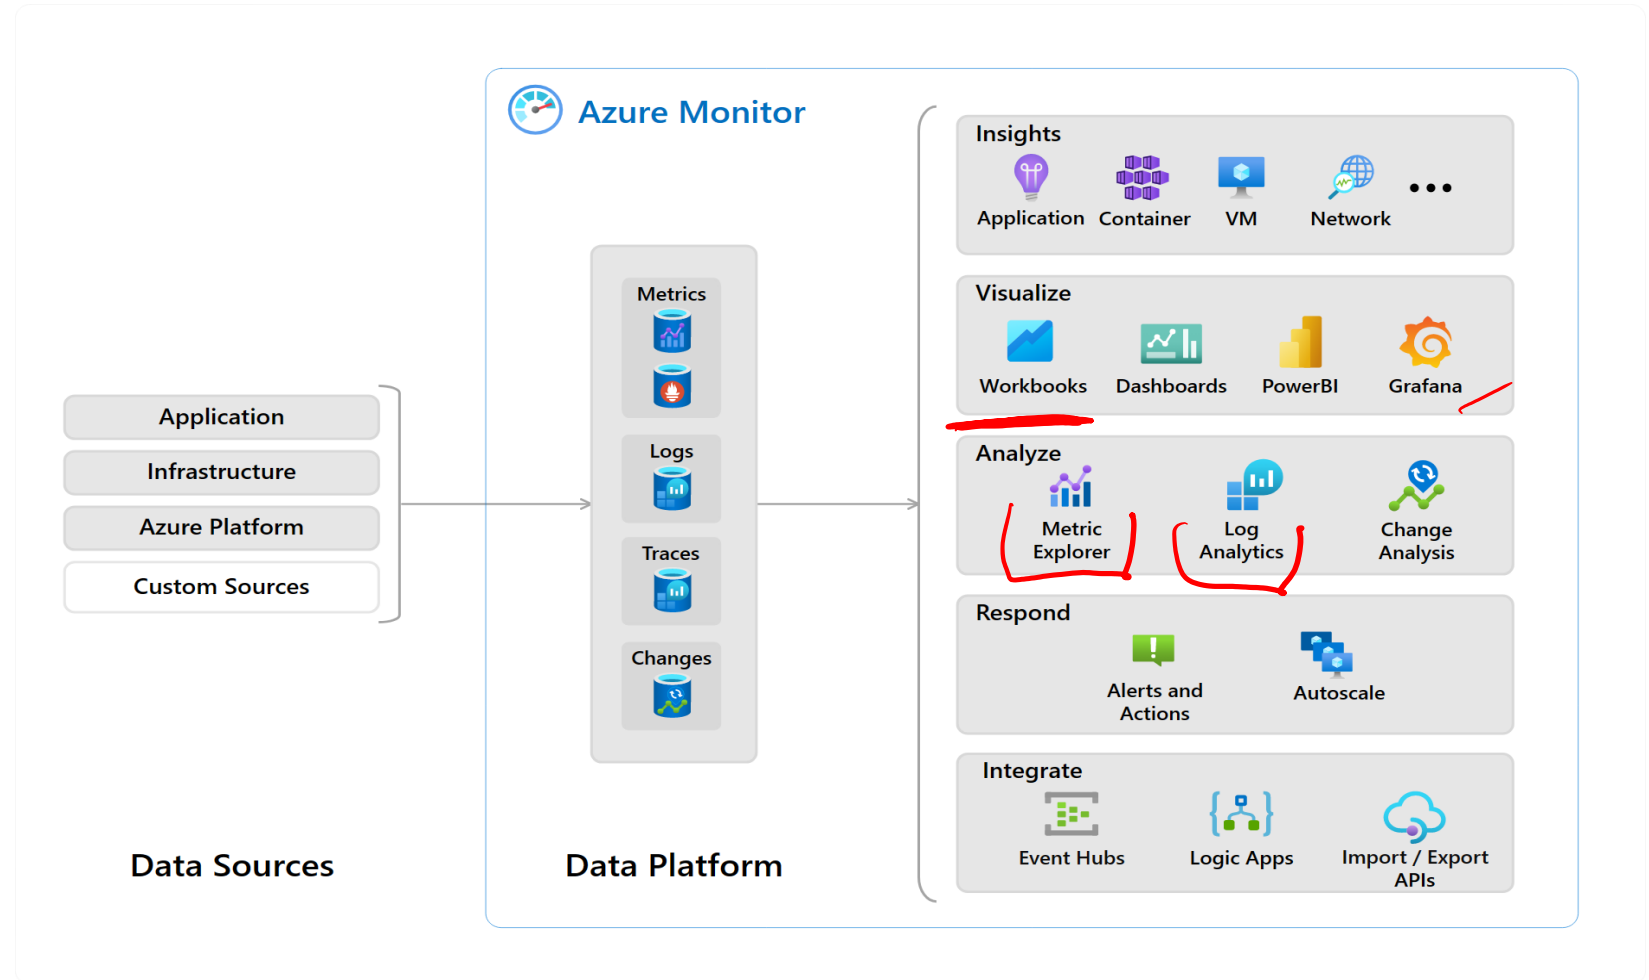 Azure Monitor
Application
Infrastructure
Azure Platform
Custom Sources
Data Sources
Metrics
Logs
Traces
Changes
Data Platform
Insights
Application
Container
VM
Network
...
Visualize
Workbooks
Dashboards
PowerBI
Grafana
Analyze
Metric
Explorer
Log
Analytics
Change
Analysis
Respond
Alerts and
Actions
Autoscale
Integrate
Event Hubs
Logic Apps
Import / Export
APIs